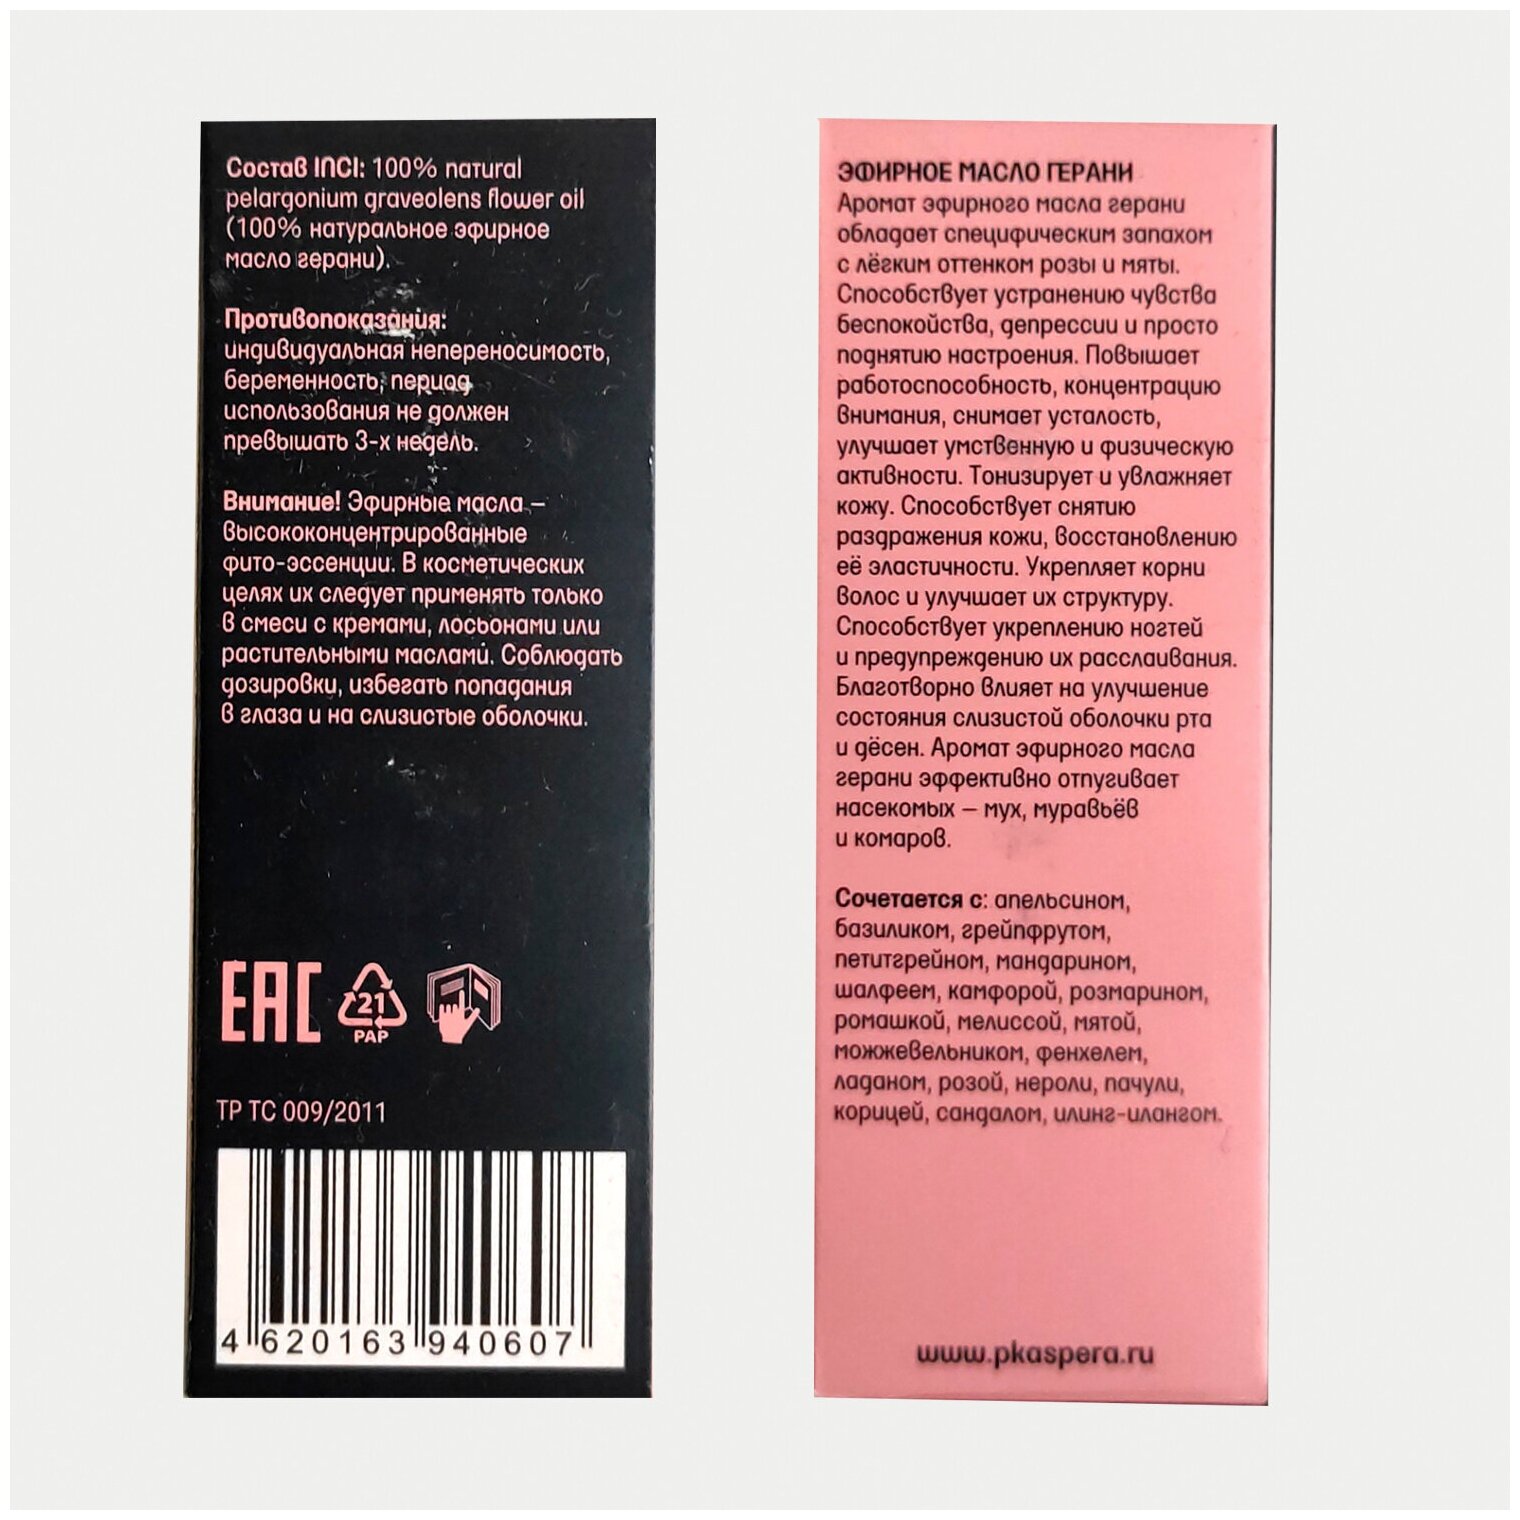 Состав INCI: 100% natural
pelargonium graveolens flower oil
(100% натуральное эфирное
масло герани).
Противопоказания:
индивидуальная непереносимость,
беременность, период
использования не должен
превышать 3-х недель.
Внимание! Эфирные масла –
высококонцентрированные
фито-эссенции. В косметических
целях их следует применять только
в смеси с кремами, лосьонами или
растительными маслами. Соблюдать
дозировки, избегать попадания
в глаза и на слизистые оболочки.
EAC
21
PAP
ТР ТС 009/2011
4 620163 940607
ЭФИРНОЕ МАСЛО ГЕРАНИ
Аромат эфирного масла герани
обладает специфическим запахом
с лёгким оттенком розы и мяты.
Способствует устранению чувства
беспокойства, депрессии и просто
поднятию настроения. Повышает
работоспособность, концентрацию
внимания, снимает усталость,
улучшает умственную и физическую
активности. Тонизирует и увлажняет
кожу. Способствует снятию
раздражения кожи, восстановлению
её эластичности. Укрепляет корни
волос и улучшает их структуру.
Способствует укреплению ногтей
и предупреждению их расслаивания.
Благотворно влияет на улучшение
состояния слизистой оболочки рта
и дёсен. Аромат эфирного масла
герани эффективно отпугивает
насекомых – мух, муравьёв
и комаров.
Сочетается с: апельсином,
базиликом, грейпфрутом,
петитгрейном, мандарином,
шалфеем, камфорой, розмарином,
ромашкой, мелиссой, мятой,
можжевельником, фенхелем,
ладаном, розой, нероли, пачули,
корицей, сандалом, илинг-илангом.
www.pkaspera.ru